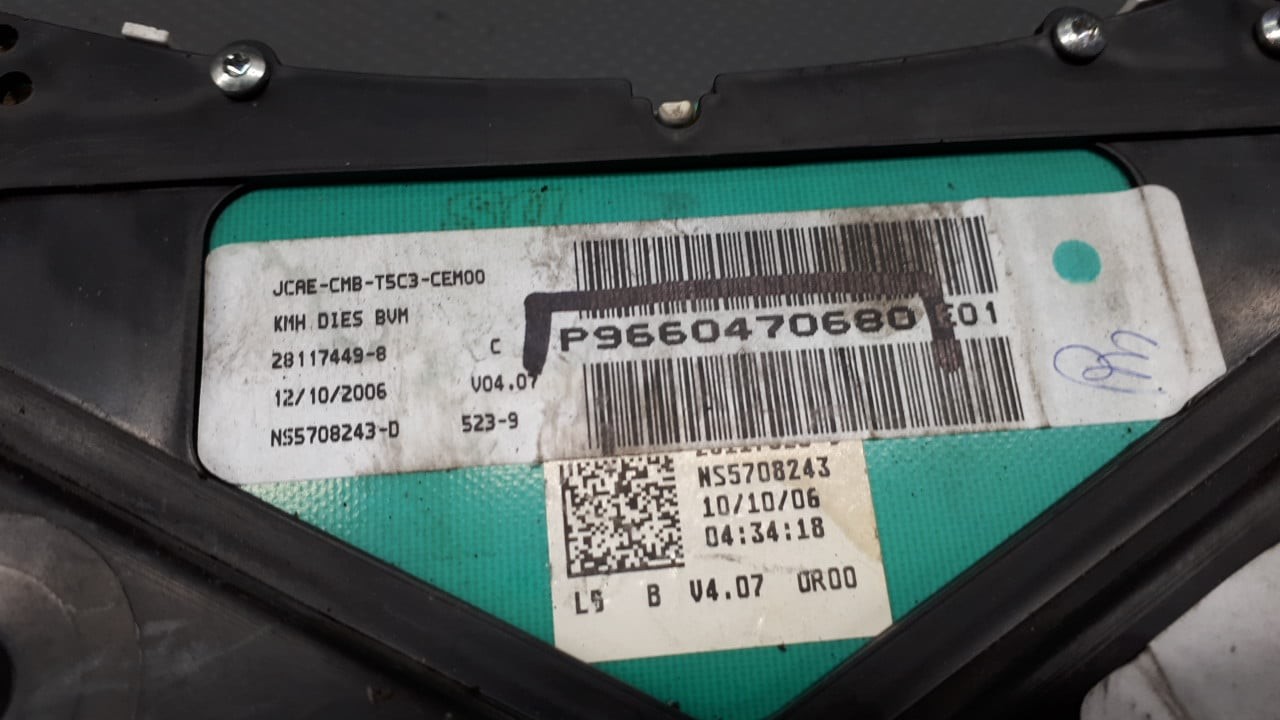 JCAE-CMB-T5C3-CEM00
KMH DIES BVM
28117449-8 C
12/10/2006 V04.07
NS5708243-D 523-9
P9660470680 E01
NS5708243
10/10/06
04:34:18
B V4.07 0R00